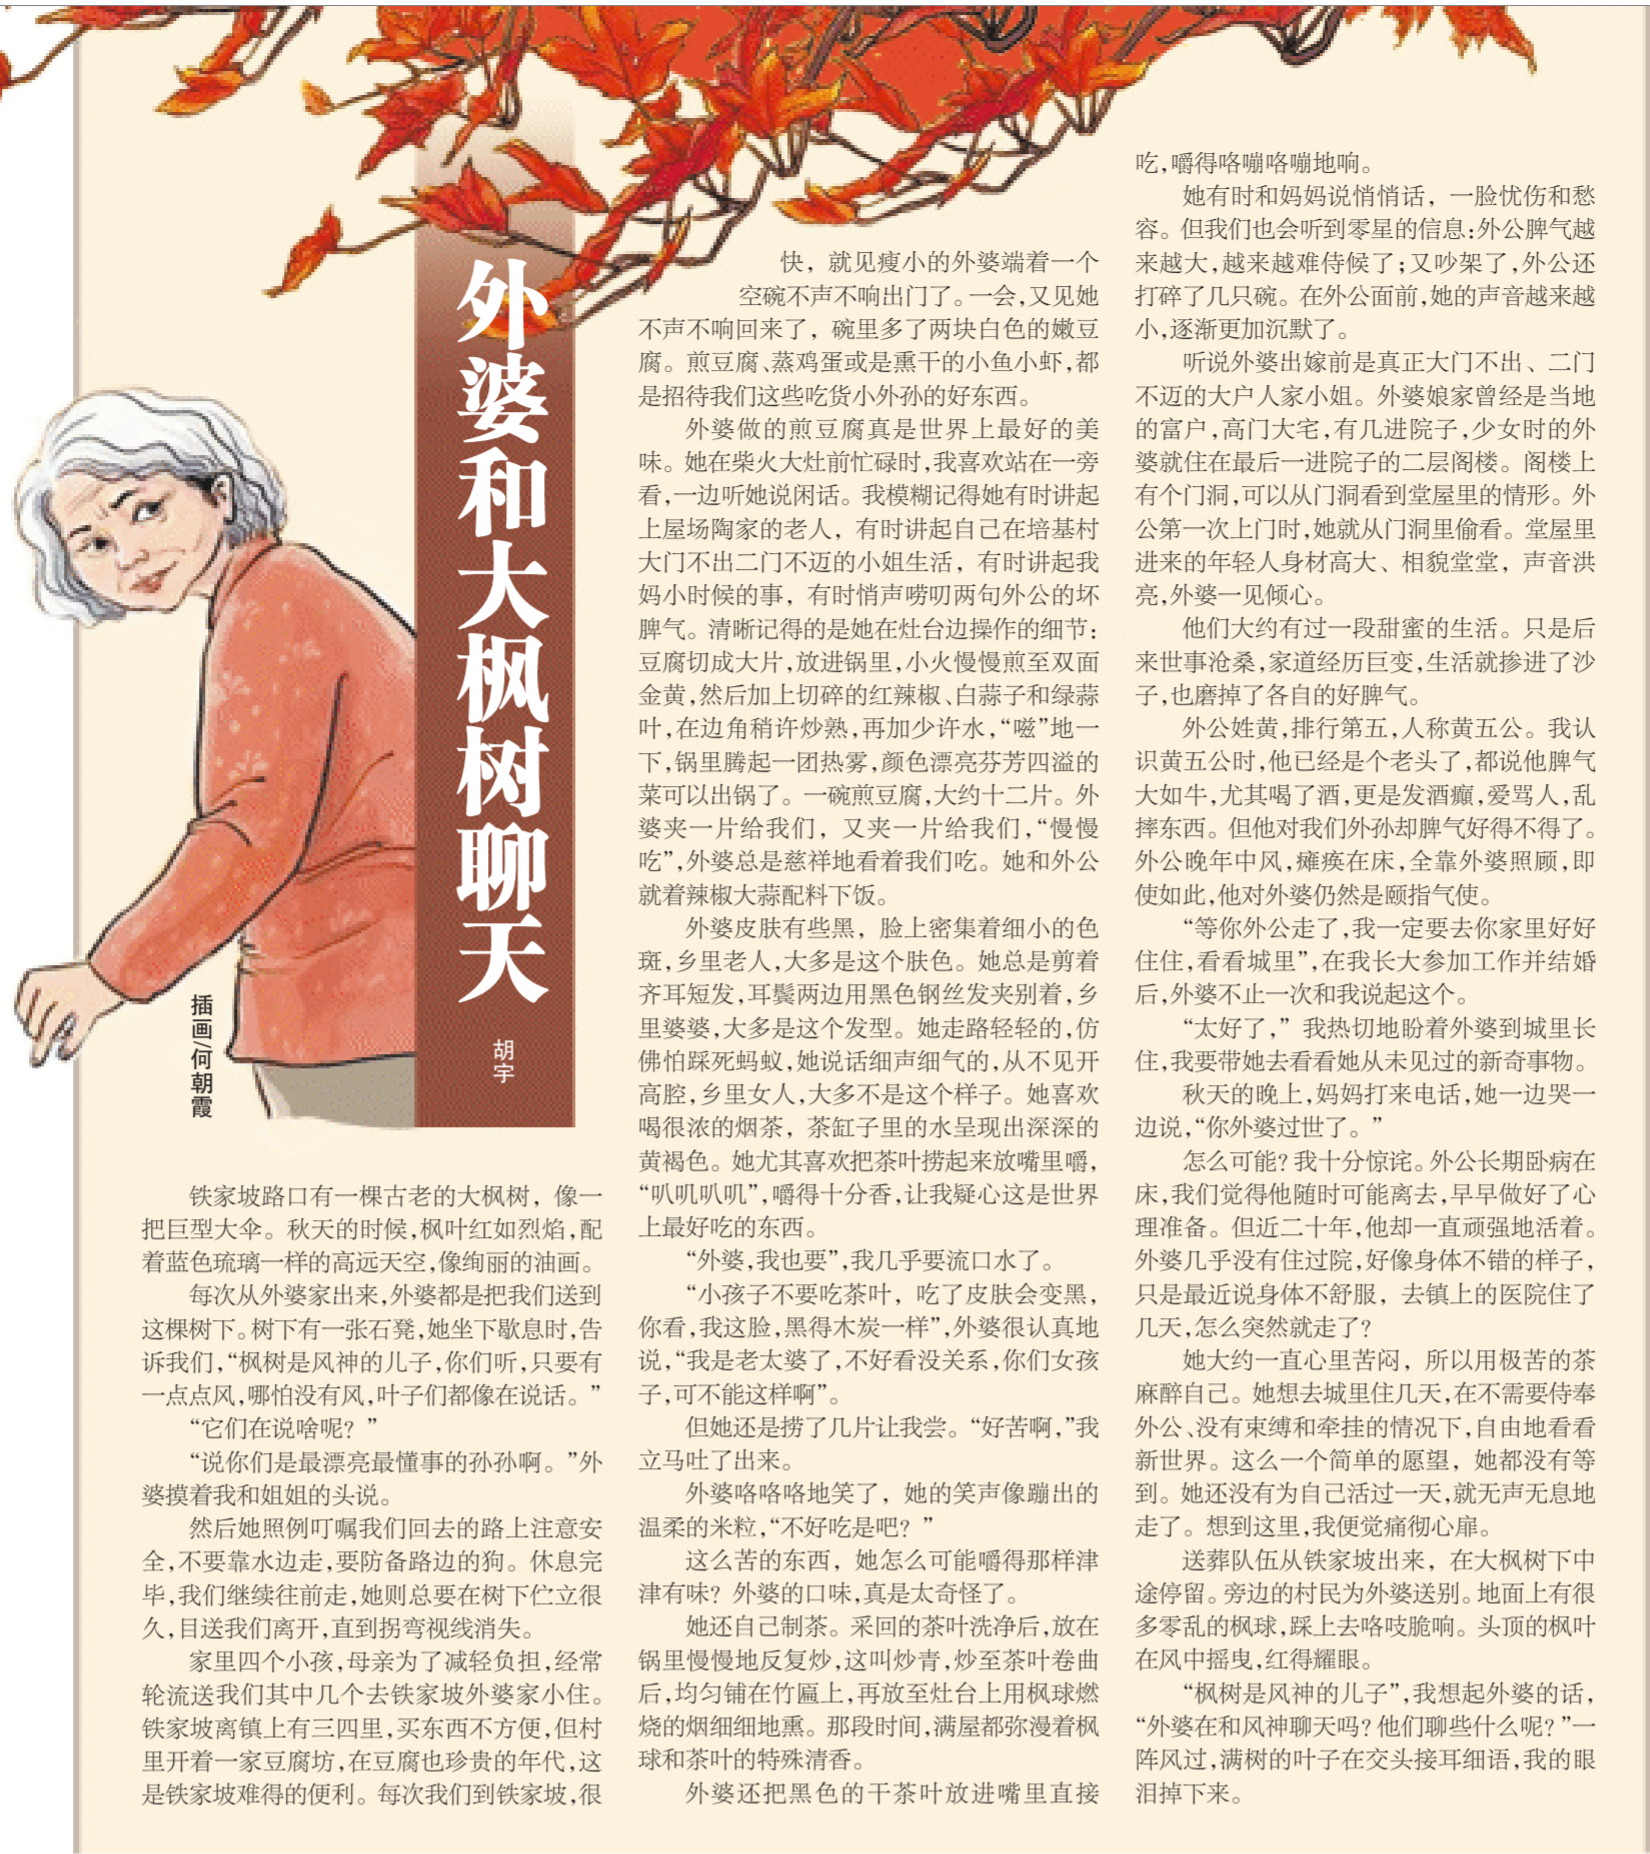 外婆和大枫树聊天
胡宇
插画/何朝霞
铁家坡路口有一棵古老的大枫树，像一
把巨型大伞。秋天的时候，枫叶红如烈焰，配
着蓝色琉璃一样的高远天空，像绚丽的油画。
每次从外婆家出来，外婆都是把我们送到
这棵树下。树下有一张石凳，她坐下歇息时，告
诉我们，“枫树是风神的儿子，你们听，只要有
一点点风，哪怕没有风，叶子们都像在说话。”
“它们在说啥呢？”
“说你们是最漂亮最懂事的孙孙啊。”外
婆摸着我和姐姐的头说。
然后她照例叮嘱我们回去的路上注意安
全，不要靠水边走，要防备路边的狗。休息完
毕，我们继续往前走，她则总要在树下伫立很
久，目送我们离开，直到拐弯视线消失。
家里四个小孩，母亲为了减轻负担，经常
轮流送我们其中几个去铁家坡外婆家小住。
铁家坡离镇上有三四里，买东西不方便，但村
里开着一家豆腐坊，在豆腐也珍贵的年代，这
是铁家坡难得的便利。每次我们到铁家坡，很
快，就见瘦小的外婆端着一个
空碗不声不响出门了。一会，又见她
不声不响回来了，碗里多了两块白色的嫩豆
腐。煎豆腐、蒸鸡蛋或是熏干的小鱼小虾，都
是招待我们这些吃货小外孙的好东西。
外婆做的煎豆腐真是世界上最好的美
味。她在柴火大灶前忙碌时，我喜欢站在一旁
看，一边听她说闲话。我模糊记得她有时讲起
上屋场陶家的老人，有时讲起自己在培基村
大门不出二门不迈的小姐生活，有时讲起我
妈小时候的事，有时悄声唠叨两句外公的坏
脾气。清晰记得的是她在灶台边操作的细节：
豆腐切成大片，放进锅里，小火慢慢煎至双面
金黄，然后加上切碎的红辣椒、白蒜子和绿蒜
叶，在边角稍许炒熟，再加少许水，“嗞”地一
下，锅里腾起一团热雾，颜色漂亮芬芳四溢的
菜可以出锅了。一碗煎豆腐，大约十二片。外
婆夹一片给我们，又夹一片给我们，“慢慢
吃”，外婆总是慈祥地看着我们吃。她和外公
就着辣椒大蒜配料下饭。
外婆皮肤有些黑，脸上密集着细小的色
斑，乡里老人，大多是这个肤色。她总是剪着
齐耳短发，耳鬓两边用黑色钢丝发夹别着，乡
里婆婆，大多是这个发型。她走路轻轻的，仿
佛怕踩死蚂蚁，她说话细声细气的，从不见开
高腔，乡里女人，大多不是这个样子。她喜欢
喝很浓的烟茶，茶缸子里的水呈现出深深的
黄褐色。她尤其喜欢把茶叶捞起来放嘴里嚼，
“叭叽叭叽”，嚼得十分香，让我疑心这是世界
上最好吃的东西。
“外婆，我也要”，我几乎要流口水了。
“小孩子不要吃茶叶，吃了皮肤会变黑，
你看，我这脸，黑得木炭一样”，外婆很认真地
说，“我是老太婆了，不好看没关系，你们女孩
子，可不能这样啊”。
但她还是捞了几片让我尝。“好苦啊，”我
立马吐了出来。
外婆咯咯咯地笑了，她的笑声像蹦出的
温柔的米粒，“不好吃是吧？”
这么苦的东西，她怎么可能嚼得那样津
津有味？外婆的口味，真是太奇怪了。
她还自己制茶。采回的茶叶洗净后，放在
锅里慢慢地反复炒，这叫炒青，炒至茶叶卷曲
后，均匀铺在竹匾上，再放至灶台上用枫球燃
烧的烟细细地熏。那段时间，满屋都弥漫着枫
球和茶叶的特殊清香。
外婆还把黑色的干茶叶放进嘴里直接
吃，嚼得咯嘣咯嘣地响。
她有时和妈妈说悄悄话，一脸忧伤和愁
容。但我们也会听到零星的信息：外公脾气越
来越大，越来越难侍候了；又吵架了，外公还
打碎了几只碗。在外公面前，她的声音越来越
小，逐渐更加沉默了。
听说外婆出嫁前是真正大门不出、二门
不迈的大户人家小姐。外婆娘家曾经是当地
的富户，高门大宅，有几进院子，少女时的外
婆就住在最后一进院子的二层阁楼。阁楼上
有个门洞，可以从门洞看到堂屋里的情形。外
公第一次上门时，她就从门洞里偷看。堂屋里
进来的年轻人身材高大、相貌堂堂，声音洪
亮，外婆一见倾心。
他们大约有过一段甜蜜的生活。只是后
来世事沧桑，家道经历巨变，生活就掺进了沙
子，也磨掉了各自的好脾气。
外公姓黄，排行第五，人称黄五公。我认
识黄五公时，他已经是个老头了，都说他脾气
大如牛，尤其喝了酒，更是发酒癫，爱骂人，乱
摔东西。但他对我们外孙却脾气好得不得了。
外公晚年中风，瘫痪在床，全靠外婆照顾，即
使如此，他对外婆仍然是颐指气使。
“等你外公走了，我一定要去你家里好好
住住，看看城里”，在我长大参加工作并结婚
后，外婆不止一次和我说起这个。
“太好了，”我热切地盼着外婆到城里长
住，我要带她去看看她从未见过的新奇事物。
秋天的晚上，妈妈打来电话，她一边哭一
边说，“你外婆过世了。”
怎么可能？我十分惊诧。外公长期卧病在
床，我们觉得他随时可能离去，早早做好了心
理准备。但近二十年，他却一直顽强地活着。
外婆几乎没有住过院，好像身体不错的样子，
只是最近说身体不舒服，去镇上的医院住了
几天，怎么突然就走了？
她大约一直心里苦闷，所以用极苦的茶
麻醉自己。她想去城里住几天，在不需要侍奉
外公、没有束缚和牵挂的情况下，自由地看看
新世界。这么一个简单的愿望，她都没有等
到。她还没有为自己活过一天，就无声无息地
走了。想到这里，我便觉痛彻心扉。
送葬队伍从铁家坡出来，在大枫树下中
途停留。旁边的村民为外婆送别。地面上有很
多零乱的枫球，踩上去咯吱脆响。头顶的枫叶
在风中摇曳，红得耀眼。
“枫树是风神的儿子”，我想起外婆的话，
“外婆在和风神聊天吗？他们聊些什么呢？”一
阵风过，满树的叶子在交头接耳细语，我的眼
泪掉下来。